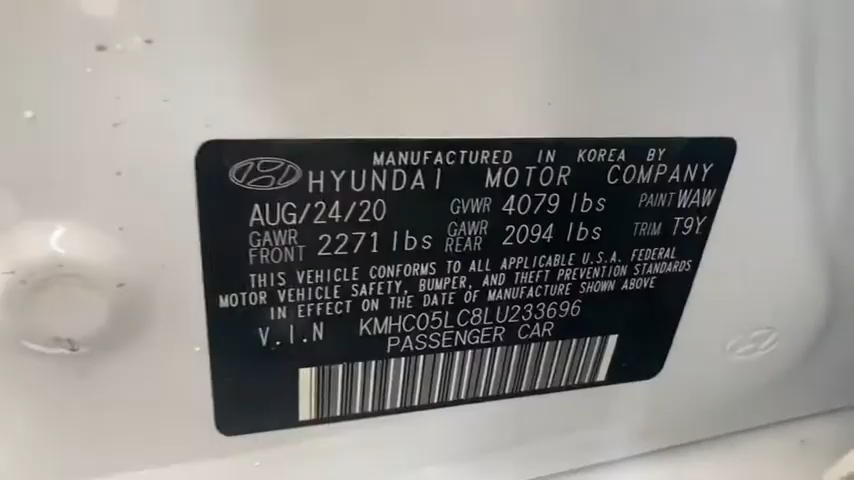 MANUFACTURED IN KOREA BY
HYUNDAI MOTOR COMPANY
AUG/24/20 GVWR 4079 lbs PAINT WAW
GAWR FRONT 2271 lbs GAWR REAR 2094 lbs TRIM T9Y
THIS VEHICLE CONFORMS TO ALL APPLICABLE U.S.A. FEDERAL
MOTOR VEHICLE SAFETY, BUMPER, AND THEFT PREVENTION STANDARDS
IN EFFECT ON THE DATE OF MANUFACTURE SHOWN ABOVE
V.I.N KMHC05LC8LU233696
PASSENGER CAR